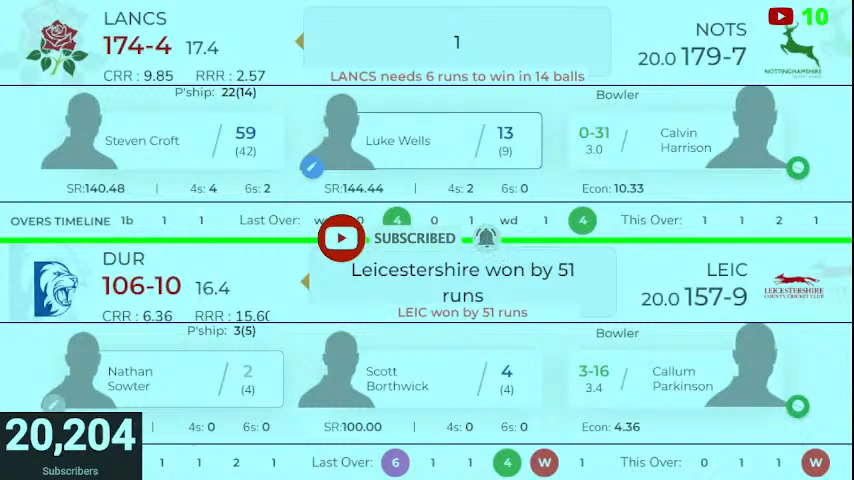 LANCS
174-4 17.4
CRR : 9.85 RRR : 2.57
1
LANCS needs 6 runs to win in 14 balls
10
NOTS
20.0 179-7
NOTTINGHAMSHIRE
P'ship: 22(14)
Bowler
Steven Croft
59
(42)
Luke Wells
13
(9)
0-31
3.0
Calvin
Harrison
SR:140.48 | 4s: 4 6s: 2
SR:144.44 | 4s: 2 6s: 0
Econ: 10.33
OVERS TIMELINE 1b 1 1 Last Over: 4 0 1 wd 1 4 This Over: 1 1 2 1
SUBSCRIBED
DUR
106-10 16.4
CRR : 6.36 RRR : 15.60
Leicestershire won by 51
runs
LEIC won by 51 runs
LEIC
20.0 157-9
LEICESTERSHIRE
COUNTY CRICKET CLUB
P'ship: 3(5)
Bowler
Nathan
Sowter
2
(4)
Scott
Borthwick
4
(4)
3-16
3.4
Callum
Parkinson
| 4s: 0 6s: 0
SR:100.00 | 4s: 0 6s: 0
Econ: 4.36
20,204
Subscribers
1 1 2 1 Last Over: 6 1 1 4 W 1 This Over: 0 1 1 W